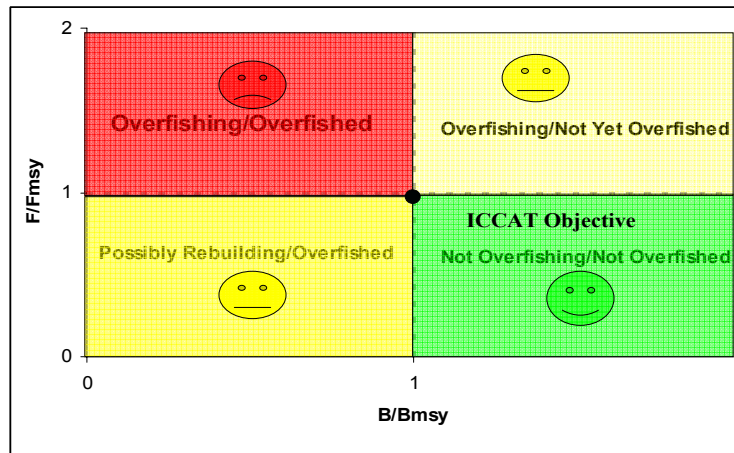 2
Overfishing/Overfished
Overfishing/Not Yet Overfished
F/Fmsy
1
ICCAT Objective
Possibly Rebuilding/Overfished
Not Overfishing/Not Overfished
0
0
1
B/Bmsy